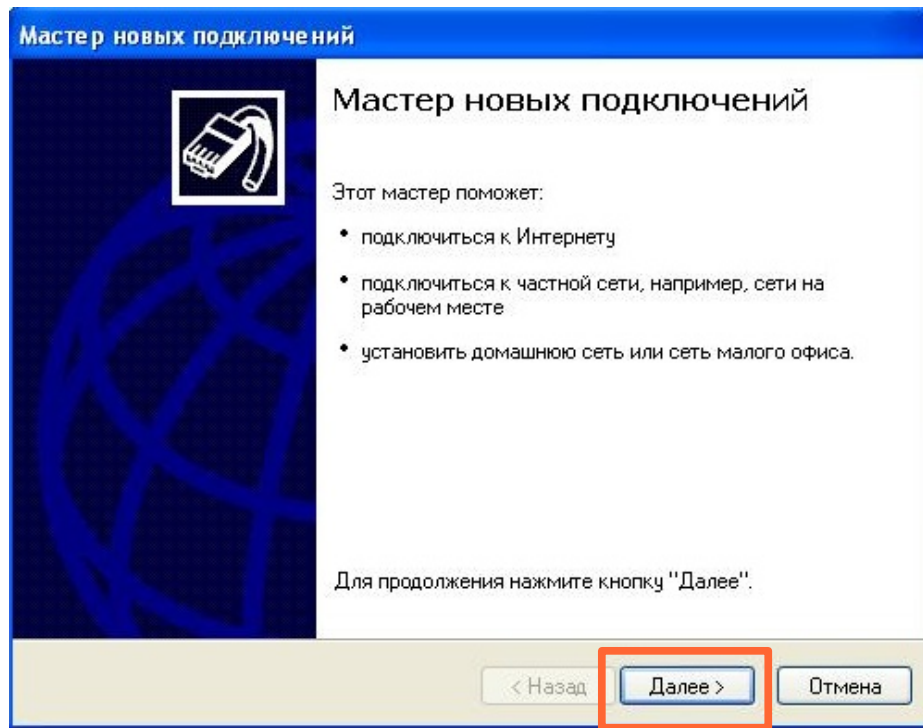 Мастер новых подключений
Мастер новых подключений
Этот мастер поможет:
• подключиться к Интернету
• подключиться к частной сети, например, сети на
рабочем месте
• установить домашнюю сеть или сеть малого офиса.
Для продолжения нажмите кнопку "Далее".
< Назад Далее > Отмена